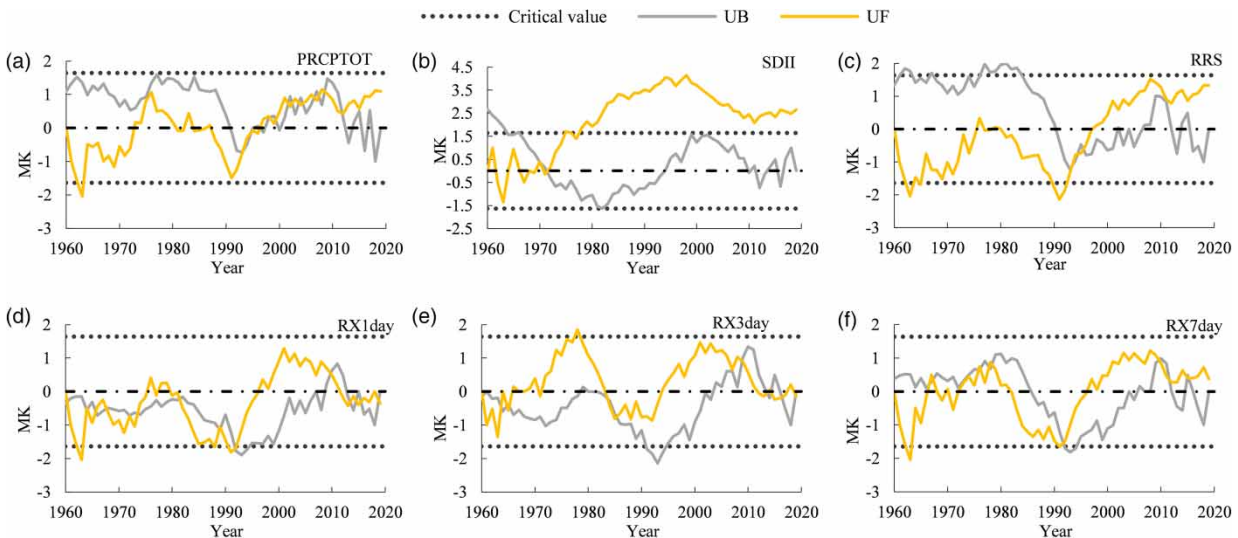 Critical value UB UF
(a) PRCPTOT
2
1
0
-1
-2
-3
MK
1960 1970 1980 1990 2000 2010 2020
Year
(b) SDII
4.5
3.5
2.5
1.5
0.5
-0.5
-1.5
-2.5
MK
1960 1970 1980 1990 2000 2010 2020
Year
(c) RRS
2
1
0
-1
-2
-3
MK
1960 1970 1980 1990 2000 2010 2020
Year
(d) RX1day
2
1
0
-1
-2
-3
MK
1960 1970 1980 1990 2000 2010 2020
Year
(e) RX3day
2
1
0
-1
-2
-3
MK
1960 1970 1980 1990 2000 2010 2020
Year
(f) RX7day
2
1
0
-1
-2
-3
MK
1960 1970 1980 1990 2000 2010 2020
Year